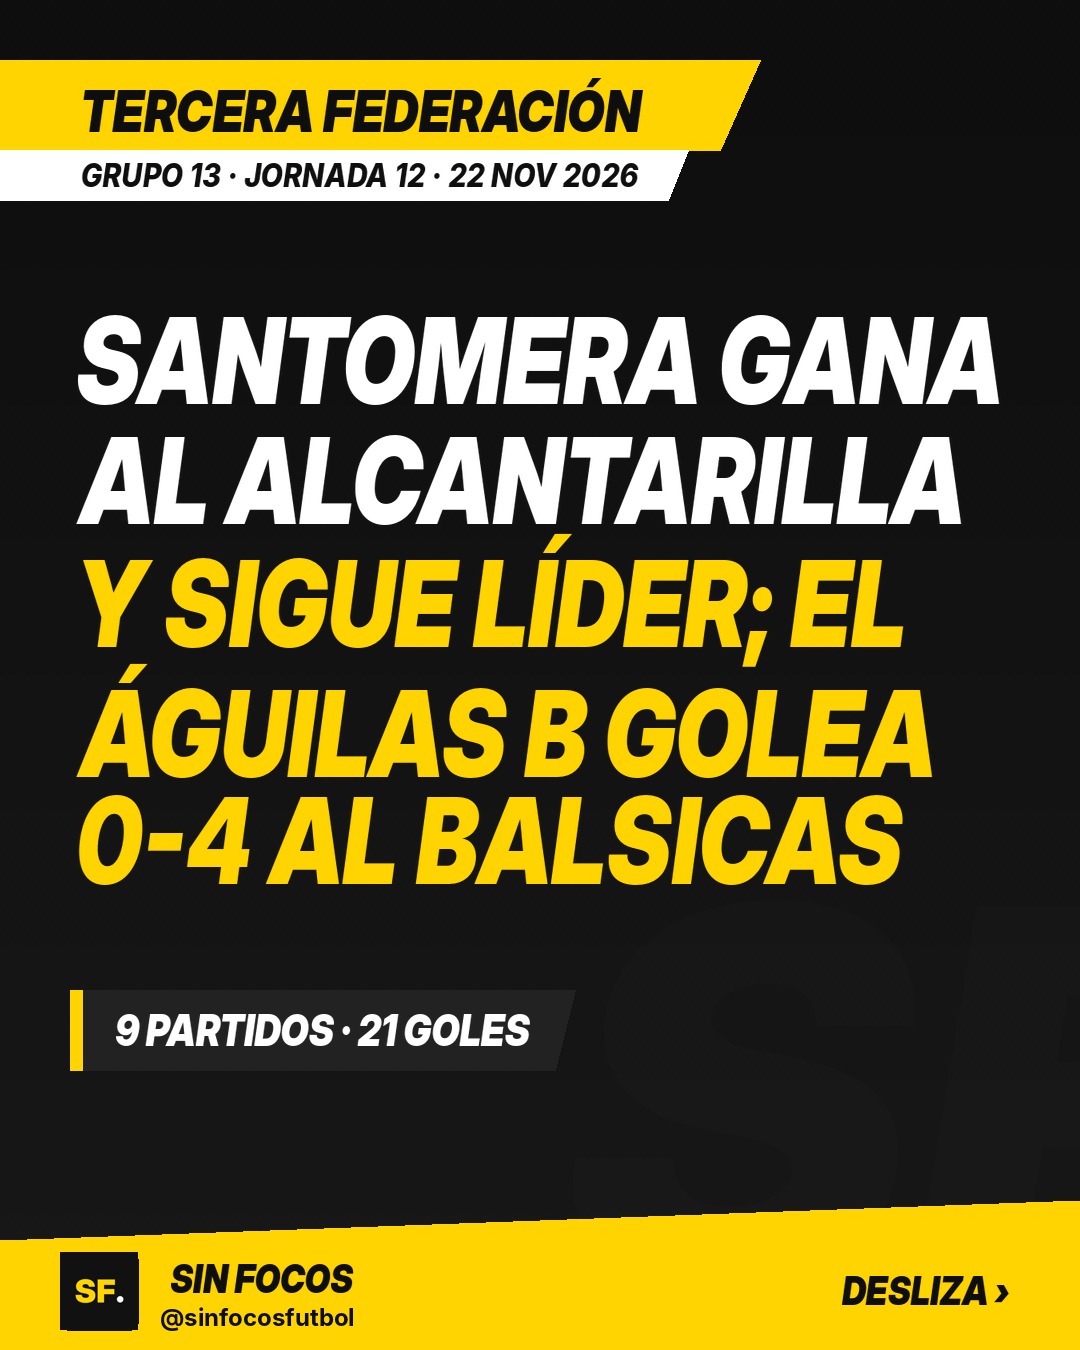 TERCERA FEDERACIÓN
GRUPO 13 · JORNADA 12 · 22 NOV 2026
SANTOMERA GANA
AL ALCANTARILLA
Y SIGUE LÍDER; EL
ÁGUILAS B GOLEA
0-4 AL BALSICAS
9 PARTIDOS · 21 GOLES
SF
SF.
SIN FOCOS
@sinfocosfutbol
DESLIZA ›